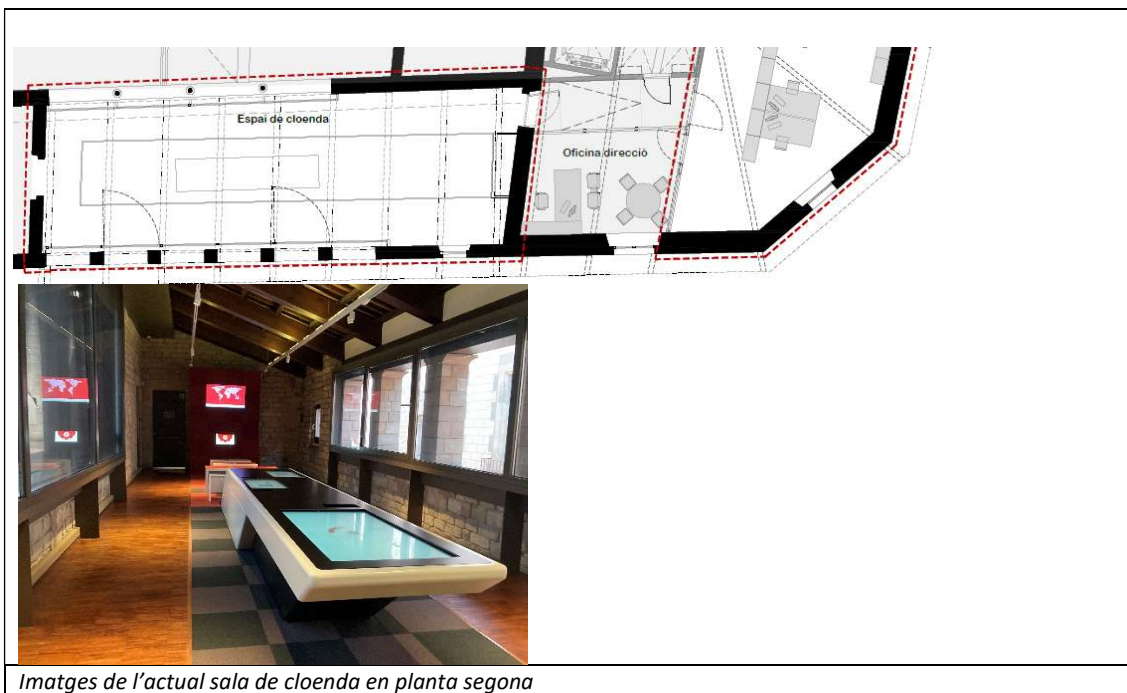 Espai de cloenda
Oficina direcció
Imatges de l'actual sala de cloenda en planta segona